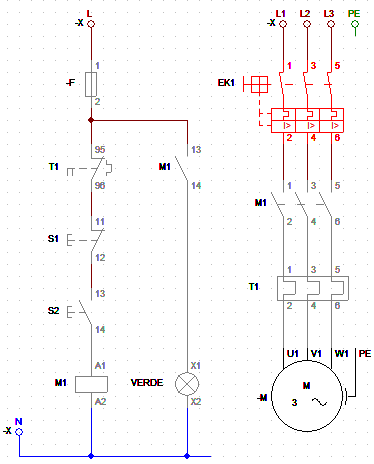 L
-X
1
-F
2
95
T1
96
M1
13
14
11
S1
12
13
S2
14
A1
M1
A2
VERDE
X1
X2
N
-X
L1 L2 L3 PE
-X
1 3 5
EK1
I> I> I>
2 4 6
1 3 5
M1
2 4 6
1 3 5
T1
2 4 6
U1 V1 W1 PE
M
-M
3